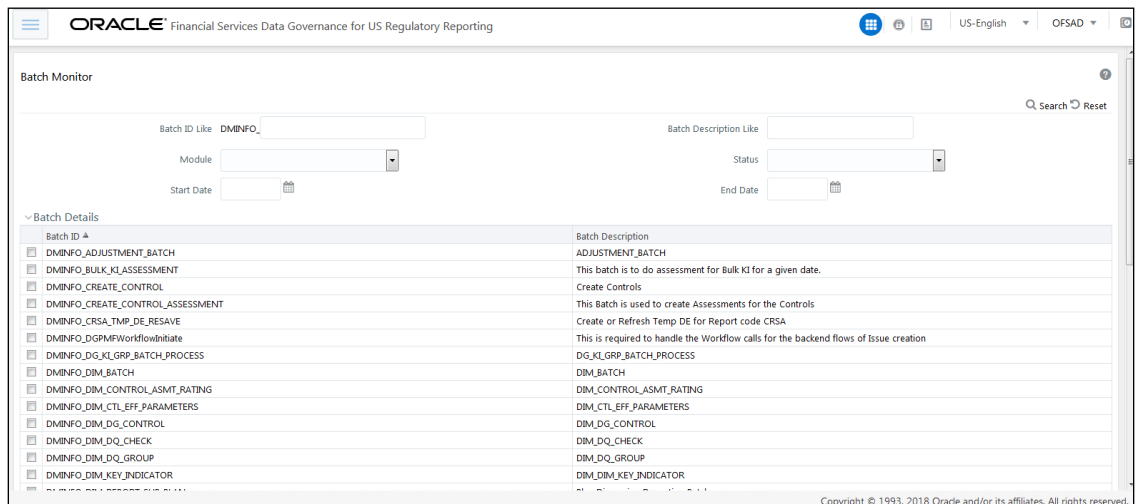 ORACLE® Financial Services Data Governance for US Regulatory Reporting
US-English
OFSAD
Batch Monitor
Search Reset
Batch ID Like DMINFO_
Batch Description Like
Module
Status
Start Date
End Date
Batch Details
Batch ID
Batch Description
DMINFO_ADJUSTMENT_BATCH
ADJUSTMENT_BATCH
DMINFO_BULK_KI_ASSESSMENT
This batch is to do assessment for Bulk KI for a given date.
DMINFO_CREATE_CONTROL
Create Controls
DMINFO_CREATE_CONTROL_ASSESSMENT
This Batch is used to create Assessments for the Controls
DMINFO_CRSA_TMP_DE_RESAVE
Create or Refresh Temp DE for Report code CRSA
DMINFO_DGPMFWorkflowInitiate
This is required to handle the Workflow calls for the backend flows of Issue creation
DMINFO_DG_KI_GRP_BATCH_PROCESS
DG_KI_GRP_BATCH_PROCESS
DMINFO_DIM_BATCH
DIM_BATCH
DMINFO_DIM_CONTROL_ASMT_RATING
DIM_CONTROL_ASMT_RATING
DMINFO_DIM_CTL_EFF_PARAMETERS
DIM_CTL_EFF_PARAMETERS
DMINFO_DIM_DG_CONTROL
DIM_DG_CONTROL
DMINFO_DIM_DQ_CHECK
DIM_DQ_CHECK
DMINFO_DIM_DQ_GROUP
DIM_DQ_GROUP
DMINFO_DIM_KEY_INDICATOR
DIM_DIM_KEY_INDICATOR
Copyright © 1993, 2018 Oracle and/or its affiliates. All rights reserved.